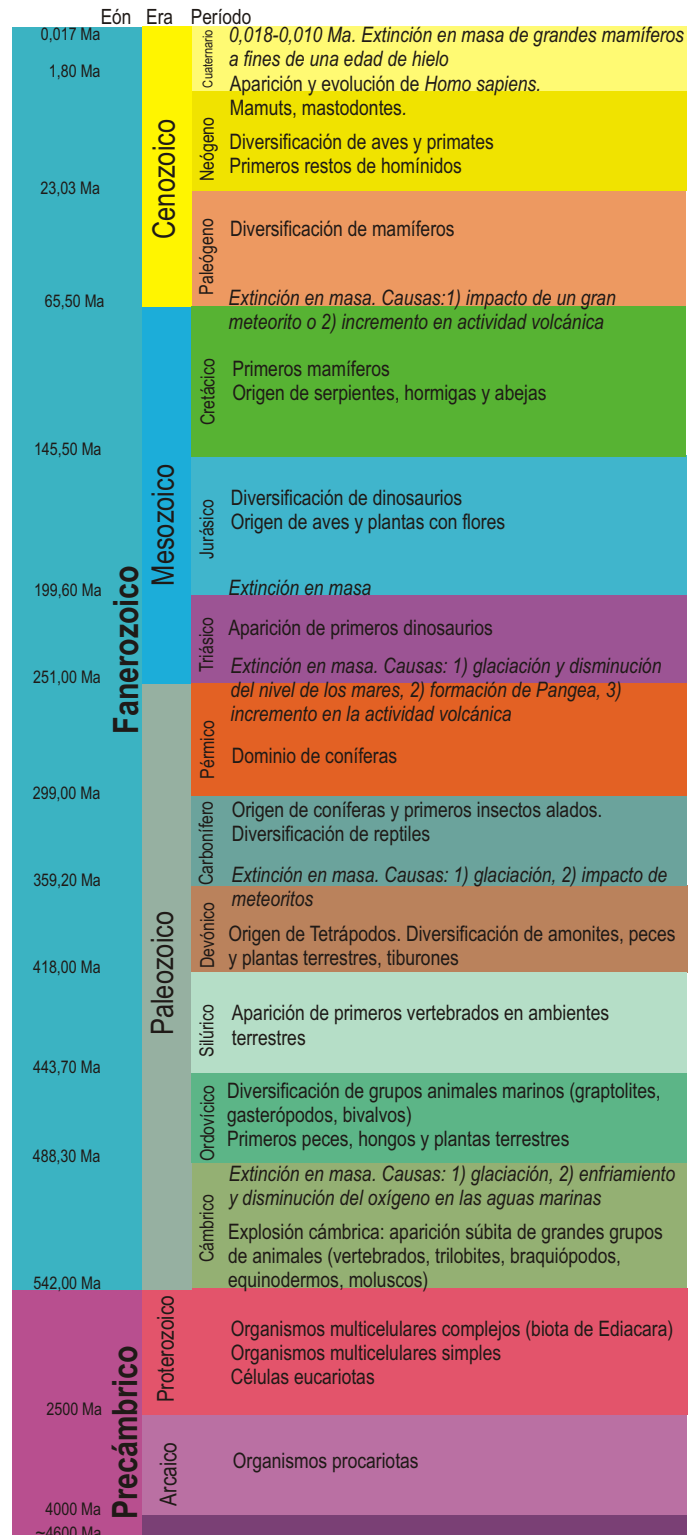 Eón Era Período
0,017 Ma
1,80 Ma
23,03 Ma
65,50 Ma
145,50 Ma
199,60 Ma
251,00 Ma
299,00 Ma
359,20 Ma
418,00 Ma
443,70 Ma
488,30 Ma
542,00 Ma
2500 Ma
4000 Ma
~4600 Ma
Fanerozoico
Precámbrico
Cenozoico
Mesozoico
Paleozoico
Proterozoico
Arcaico
Cuaternario
0,018-0,010 Ma. Extinción en masa de grandes mamíferos
a fines de una edad de hielo
Aparición y evolución de Homo sapiens.
Neógeno
Mamuts, mastodontes.
Diversificación de aves y primates
Primeros restos de homínidos
Paleógeno
Diversificación de mamíferos
Extinción en masa. Causas:1) impacto de un gran
meteorito o 2) incremento en actividad volcánica
Cretácico
Primeros mamíferos
Origen de serpientes, hormigas y abejas
Jurásico
Diversificación de dinosaurios
Origen de aves y plantas con flores
Extinción en masa
Triásico
Aparición de primeros dinosaurios
Extinción en masa. Causas: 1) glaciación y disminución
del nivel de los mares, 2) formación de Pangea, 3)
incremento en la actividad volcánica
Pérmico
Dominio de coníferas
Carbonífero
Origen de coníferas y primeros insectos alados.
Diversificación de reptiles
Extinción en masa. Causas: 1) glaciación, 2) impacto de
meteoritos
Devónico
Origen de Tetrápodos. Diversificación de amonites, peces
y plantas terrestres, tiburones
Silúrico
Aparición de primeros vertebrados en ambientes
terrestres
Ordovícico
Diversificación de grupos animales marinos (graptolites,
gasterópodos, bivalvos)
Primeros peces, hongos y plantas terrestres
Extinción en masa. Causas: 1) glaciación, 2) enfriamiento
y disminución del oxígeno en las aguas marinas
Cámbrico
Explosión cámbrica: aparición súbita de grandes grupos
de animales (vertebrados, trilobites, braquiópodos,
equinodermos, moluscos)
Organismos multicelulares complejos (biota de Ediacara)
Organismos multicelulares simples
Células eucariotas
Organismos procariotas